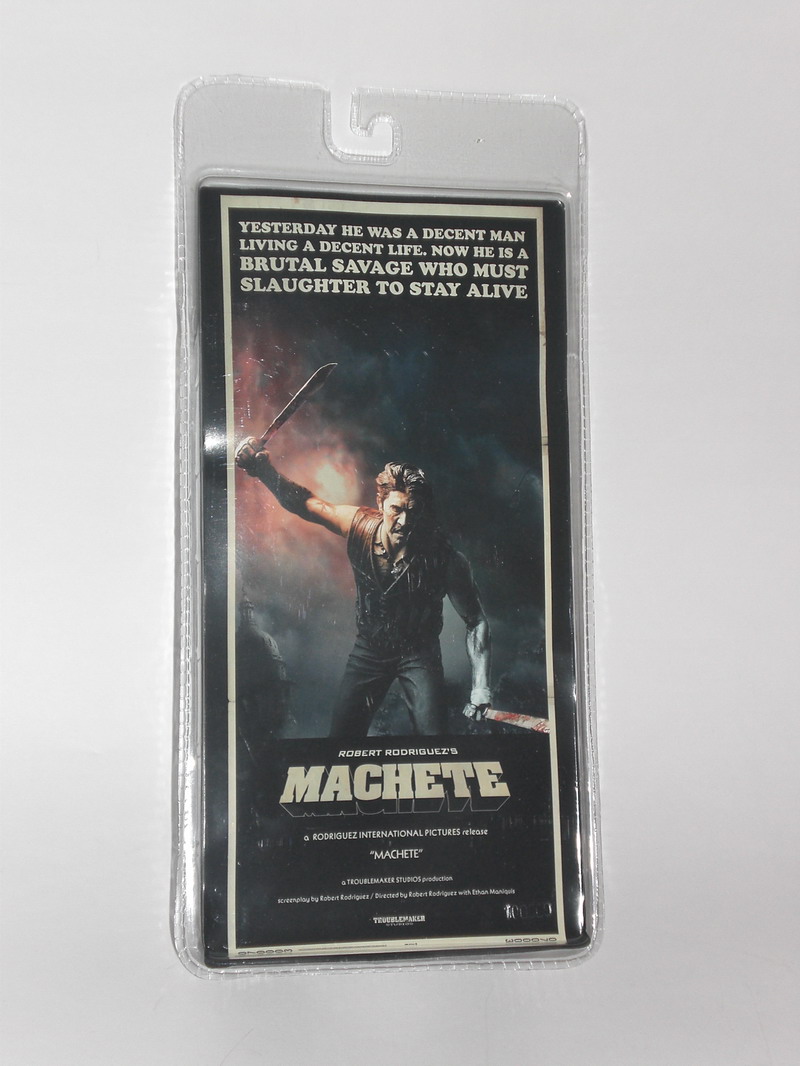 YESTERDAY HE WAS A DECENT MAN
LIVING A DECENT LIFE. NOW HE IS A
BRUTAL SAVAGE WHO MUST
SLAUGHTER TO STAY ALIVE
ROBERT RODRIGUEZ'S
MACHETE
a RODRIGUEZ INTERNATIONAL PICTURES release
"MACHETE"
a TROUBLEMAKER STUDIOS production
screenplay by Robert Rodriguez / Directed by Robert Rodriguez with Ethan Maniquis
TROUBLEMAKER
STUDIOS